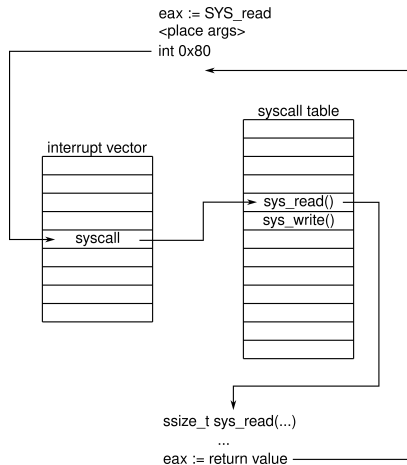 eax := SYS_read
<place args>
int 0x80
syscall table
interrupt vector
sys_read()
sys_write()
syscall
ssize_t sys_read(...)
...
eax := return value